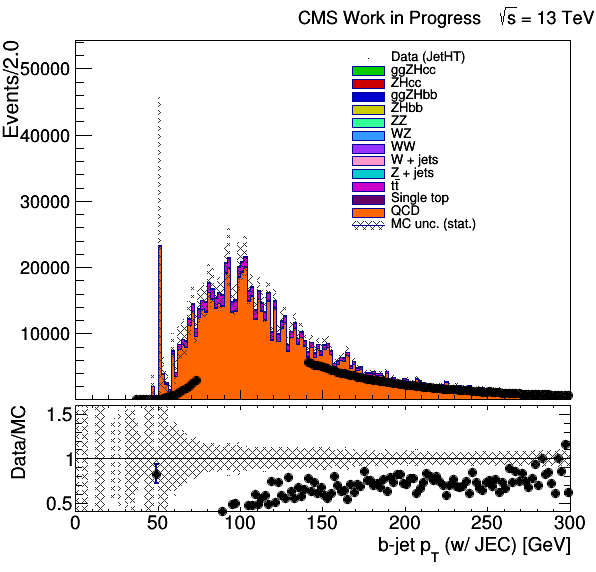 CMS Work in Progress √s = 13 TeV
Events/2.0
50000
40000
30000
20000
10000
Data (JetHT)
ggZHcc
ZHcc
ggZHbb
ZHbb
ZZ
WZ
WW
W + jets
Z + jets
tt̄
Single top
QCD
MC unc. (stat.)
Data/MC
1.5
1
0.5
0 50 100 150 200 250 300
b-jet p_T (w/ JEC) [GeV]